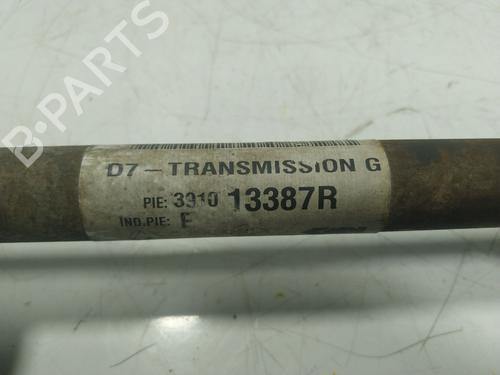 B-PARTS
D7-TRANSMISSION G
PIE: 3910 13387R
IND.PIE: F